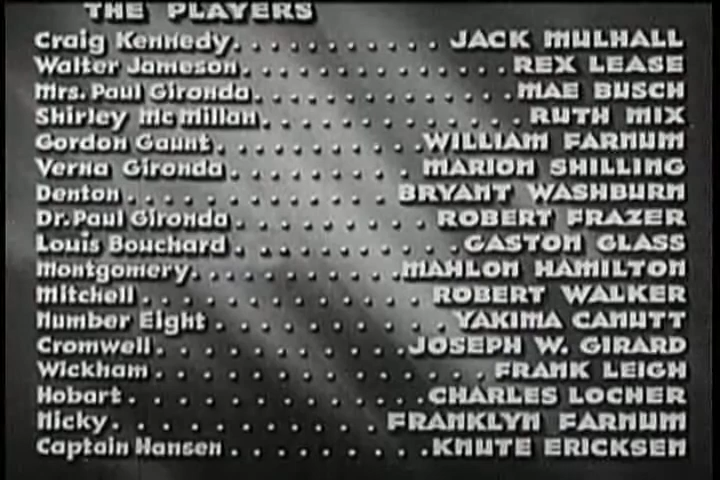 THE PLAYERS
Craig Kennedy. . . . . . . . . . JACK MULHALL
Walter Jameson. . . . . . . . . . . . . REX LEASE
Mrs. Paul Gironda. . . . . . . . . . . . MAE BUSCH
Shirley McMillan. . . . . . . . . . . . RUTH MIX
Gordon Gaunt. . . . . . . . . . WILLIAM FARNUM
Verna Gironda. . . . . . . . . MARION SHILLING
Denton. . . . . . . . . . . . . BRYANT WASHBURN
Dr. Paul Gironda. . . . . . . . . ROBERT FRAZER
Louis Bouchard. . . . . . . . . . GASTON GLASS
Montgomery. . . . . . . . . . MAHLON HAMILTON
Mitchell. . . . . . . . . . . . . ROBERT WALKER
Number Eight. . . . . . . . . . . YAKIMA CANUTT
Cromwell. . . . . . . . . . . JOSEPH W. GIRARD
Wickham. . . . . . . . . . . . . . FRANK LEIGH
Hobart. . . . . . . . . . . . . CHARLES LOCHER
Nicky. . . . . . . . . . . . FRANKLYN FARNUM
Captain Hansen. . . . . . . . . KNUTE ERICKSEN